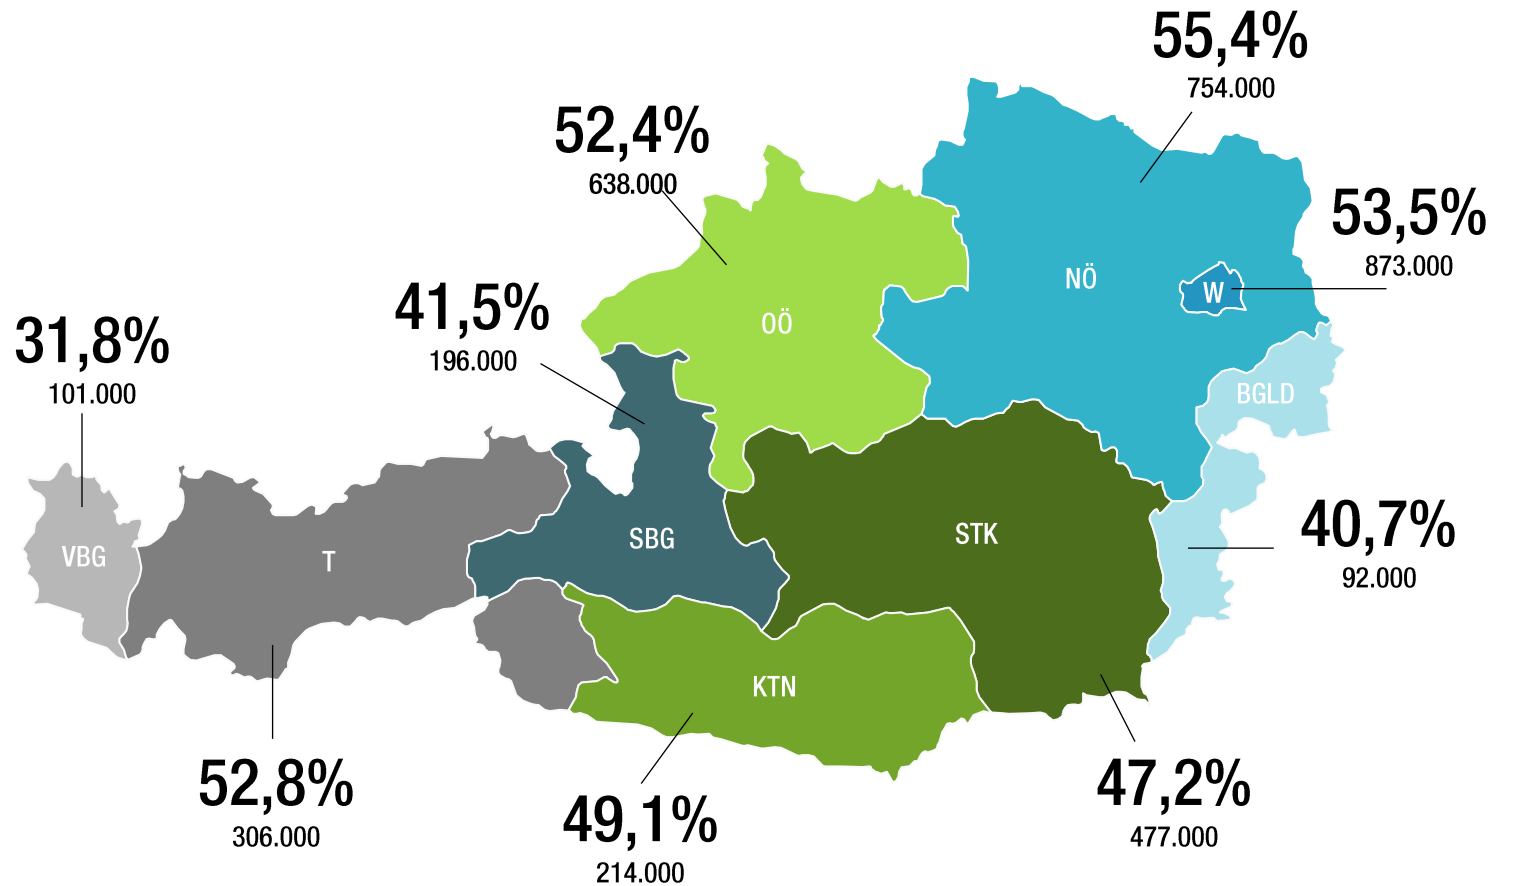 55,4%
754.000
52,4%
638.000
53,5%
873.000
NÖ
W
41,5%
196.000
OÖ
31,8%
101.000
BGLD
40,7%
92.000
VBG
T
SBG
STK
KTN
52,8%
306.000
49,1%
214.000
47,2%
477.000